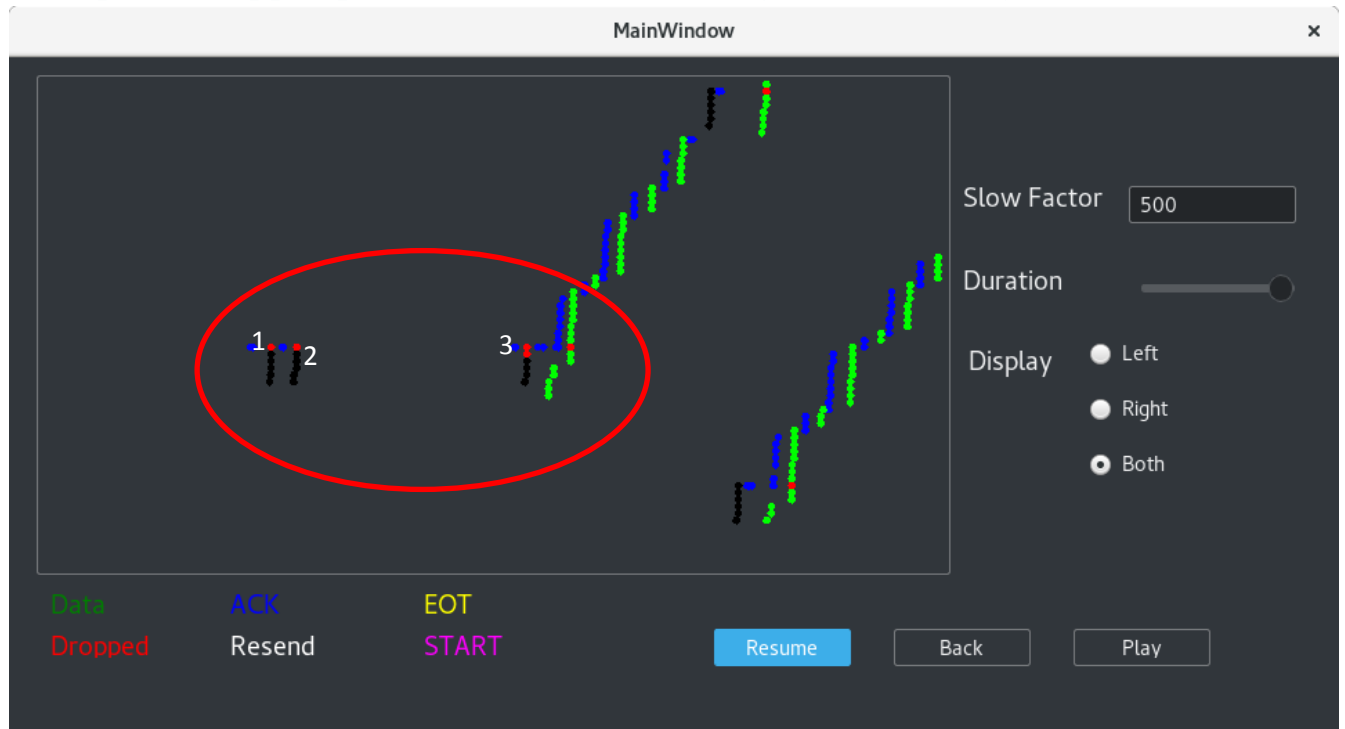 MainWindow
×
Slow Factor 500
1
2
3
Duration
Display
Left
Right
Both
Data ACK EOT
Dropped Resend START
Resume Back Play